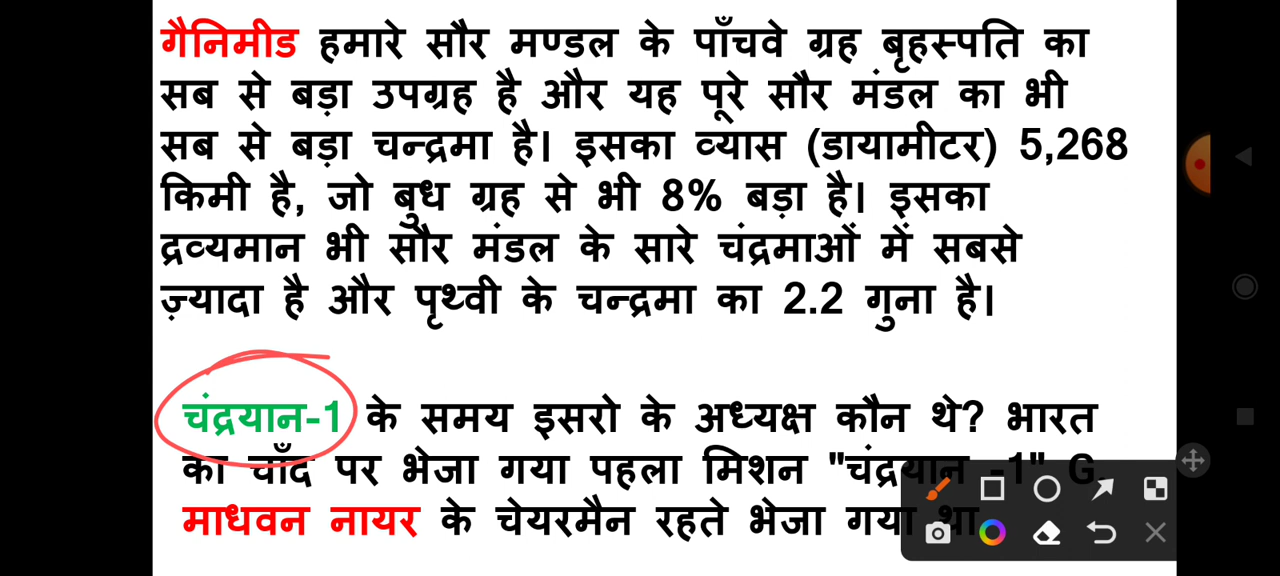 गैनिमीड हमारे सौर मण्डल के पाँचवे ग्रह बृहस्पति का
सब से बड़ा उपग्रह है और यह पूरे सौर मंडल का भी
सब से बड़ा चन्द्रमा है। इसका व्यास (डायामीटर) 5,268
किमी है, जो बुध ग्रह से भी 8% बड़ा है। इसका
द्रव्यमान भी सौर मंडल के सारे चंद्रमाओं में सबसे
ज़्यादा है और पृथ्वी के चन्द्रमा का 2.2 गुना है।
चंद्रयान-1 के समय इसरो के अध्यक्ष कौन थे? भारत
का चाँद पर भेजा गया पहला मिशन "चंद्रयान -1" G
माधवन नायर के चेयरमैन रहते भेजा गया था